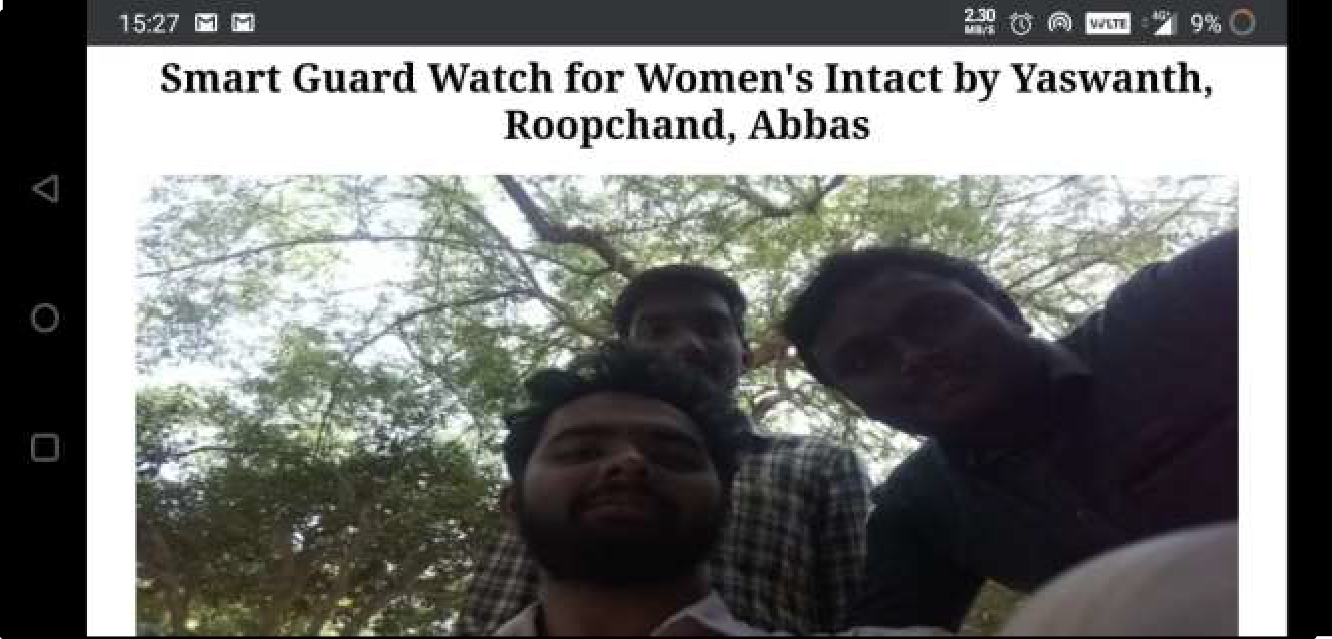 15:27 2.30 MB/S VoLTE 4G+ 9%
Smart Guard Watch for Women's Intact by Yaswanth,
Roopchand, Abbas